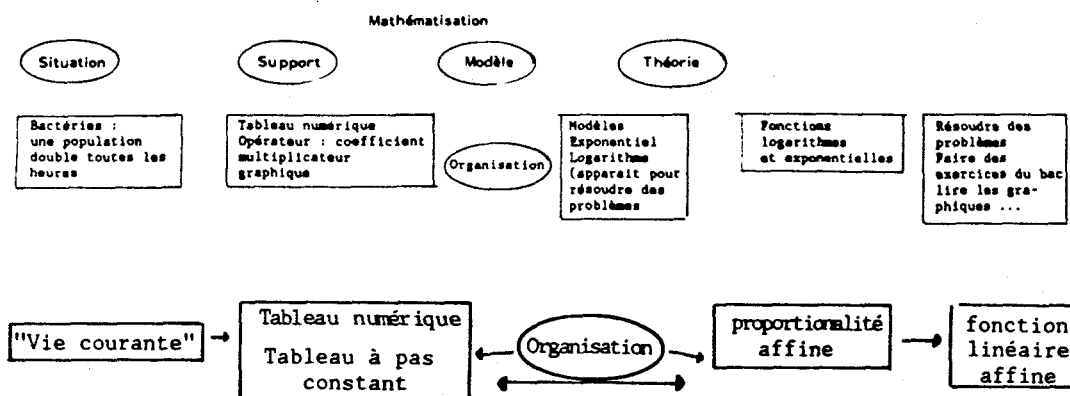 Mathématisation
Situation
Support
Modèle
Théorie
Bactéries :
une population
double toutes les
heures
Tableau numérique
Opérateur : coefficient
multiplicateur
graphique
Organisation
Modèles
Exponentiel
Logarithme
(apparait pour
résoudre des
problèmes
Fonctions
logarithmes
et exponentielles
Résoudre des
problèmes
Faire des
exercices du bac
lire les gra-
phiques ...
"Vie courante"
Tableau numérique
Tableau à pas
constant
Organisation
proportionalité
affine
fonction
linéaire
affine